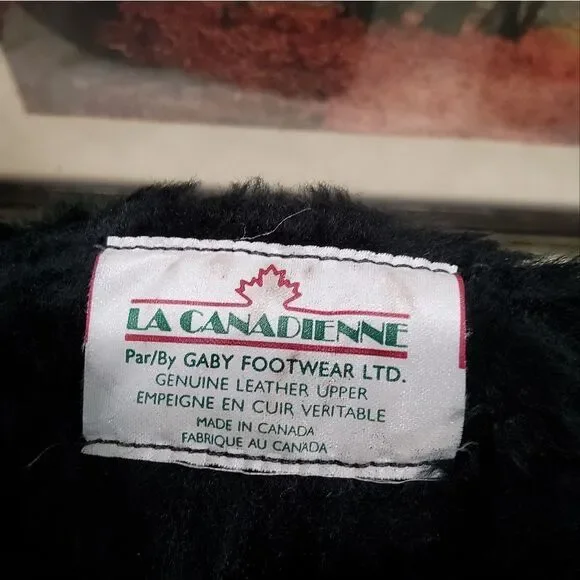 LA CANADIENNE
Par/By GABY FOOTWEAR LTD.
GENUINE LEATHER UPPER
EMPEIGNE EN CUIR VERITABLE
MADE IN CANADA
FABRIQUE AU CANADA